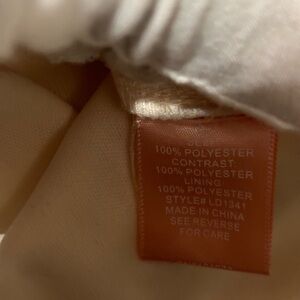 100% POLYESTER
CONTRAST:
100% POLYESTER
LINING:
100% POLYESTER
STYLE# LD1341
MADE IN CHINA
SEE REVERSE
FOR CARE